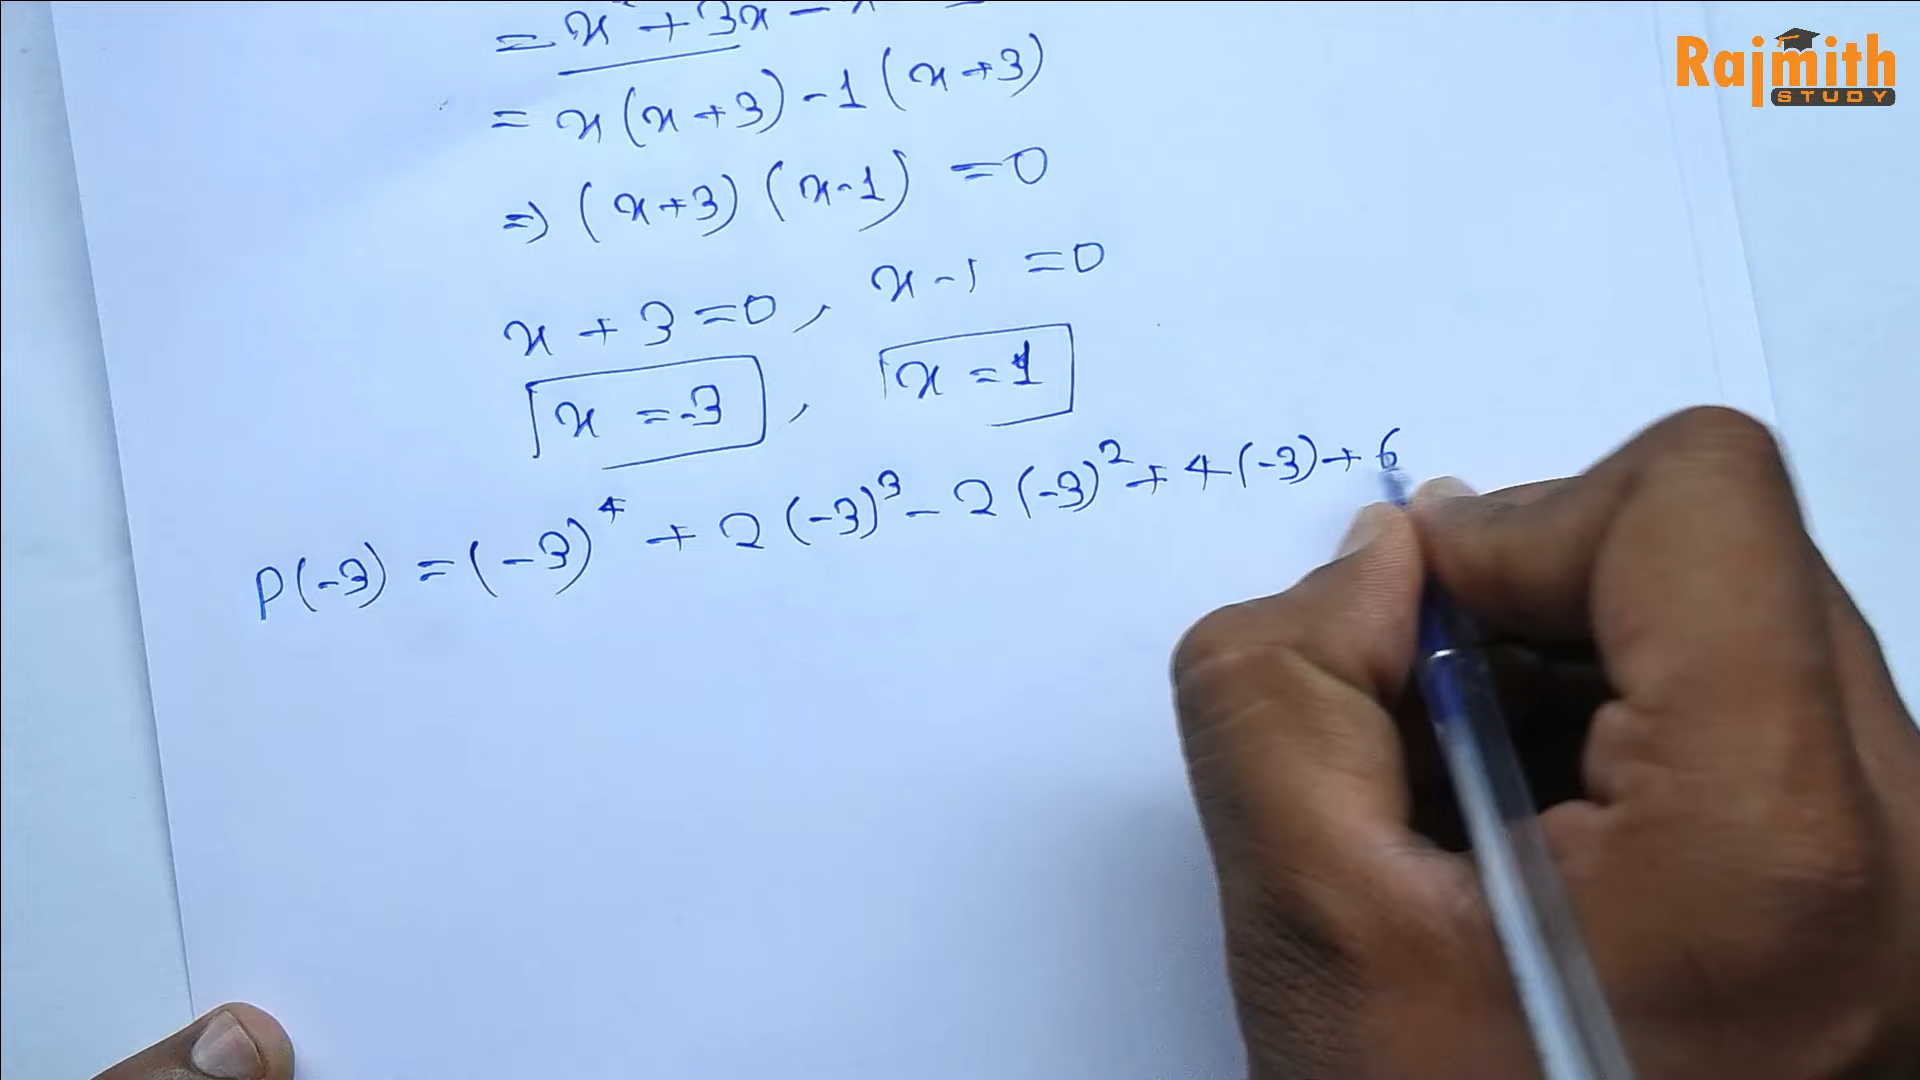 = x² + 3x - x
= x(x+3) - 1(x+3)
⇒ (x+3) (x-1) = 0
x + 3 = 0, x - 1 = 0
x = -3, x = 1
P(-3) = (-3)⁴ + 2(-3)³ - 2(-3)² + 4(-3) + 6
Rajmith
STUDY